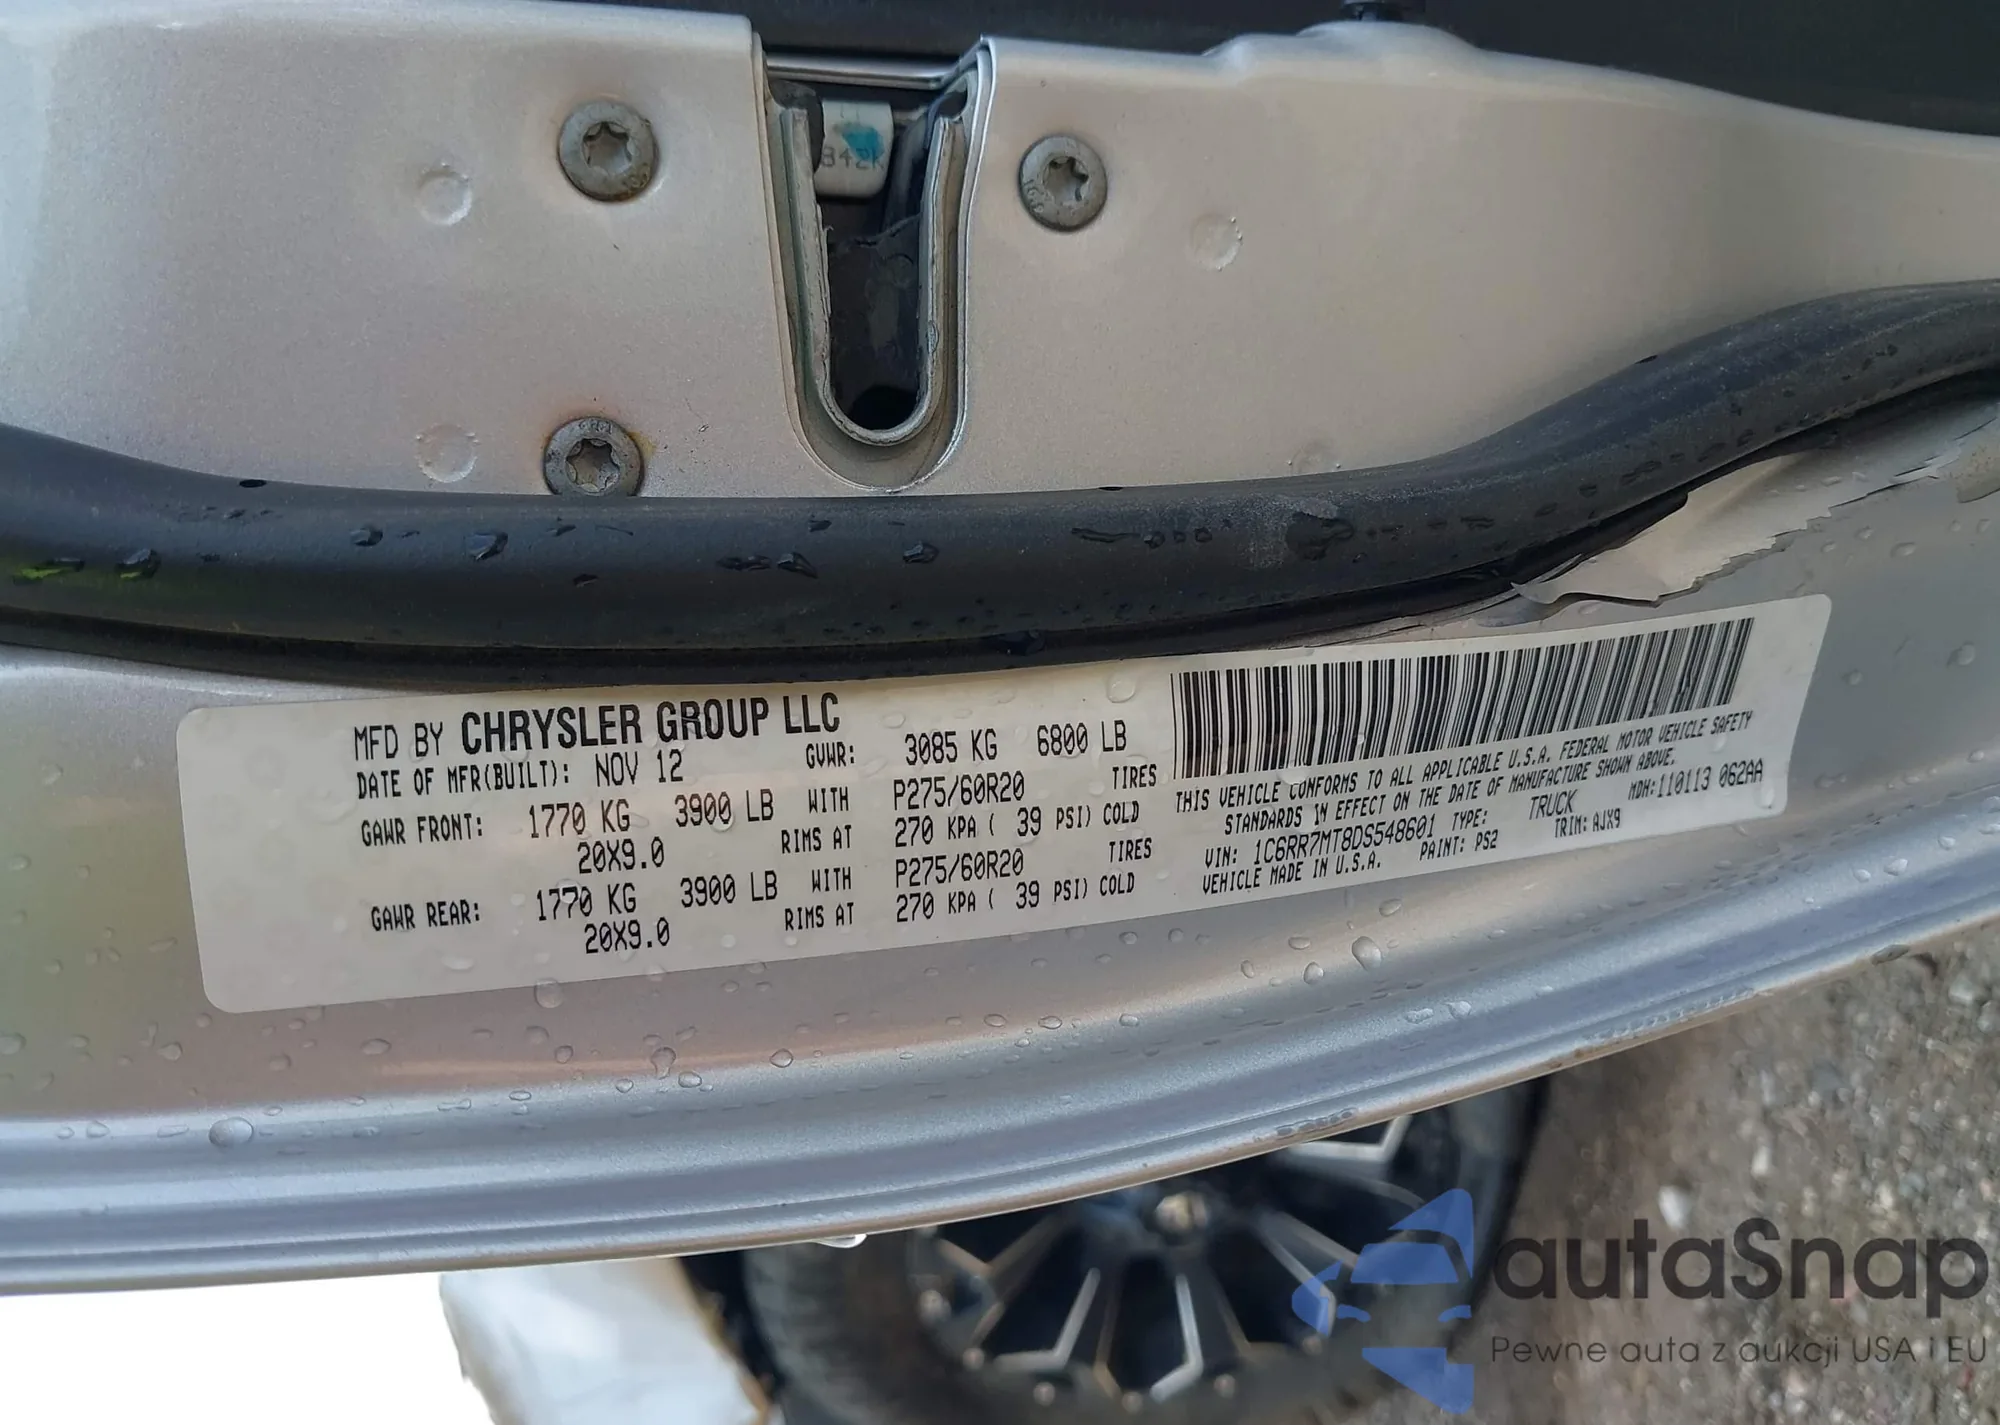 842K
MFD BY CHRYSLER GROUP LLC
DATE OF MFR(BUILT): NOV 12 GVWR: 3085 KG 6800 LB
GAWR FRONT: 1770 KG 3900 LB WITH P275/60R20 TIRES
20X9.0 RIMS AT 270 KPA ( 39 PSI) COLD
GAWR REAR: 1770 KG 3900 LB WITH P275/60R20 TIRES
20X9.0 RIMS AT 270 KPA ( 39 PSI) COLD
THIS VEHICLE CONFORMS TO ALL APPLICABLE U.S.A. FEDERAL MOTOR VEHICLE SAFETY
STANDARDS IN EFFECT ON THE DATE OF MANUFACTURE SHOWN ABOVE.
MDH:110113 062AA
VIN: 1C6RR7MT8DS548601 TYPE: TRUCK
VEHICLE MADE IN U.S.A. PAINT: PS2 TRIM: AJX9
autaSnap
Pewne auta z aukcji USA i EU